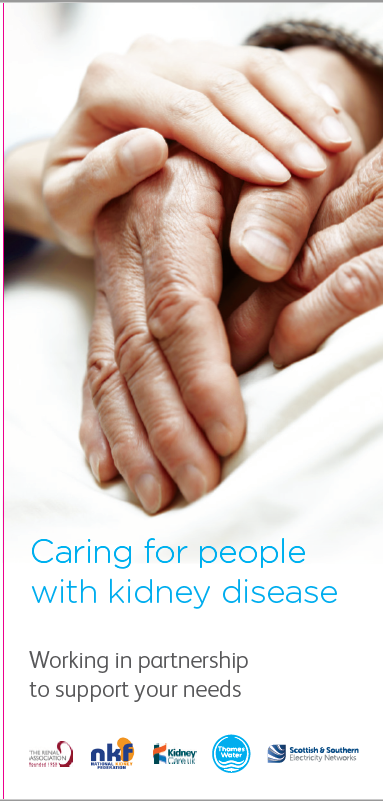 Caring for people
with kidney disease
Working in partnership
to support your needs
THE RENAL
ASSOCIATION
founded 1950
nkf
NATIONAL KIDNEY
FEDERATION
Kidney
Care UK
Thames
Water
Scottish & Southern
Electricity Networks